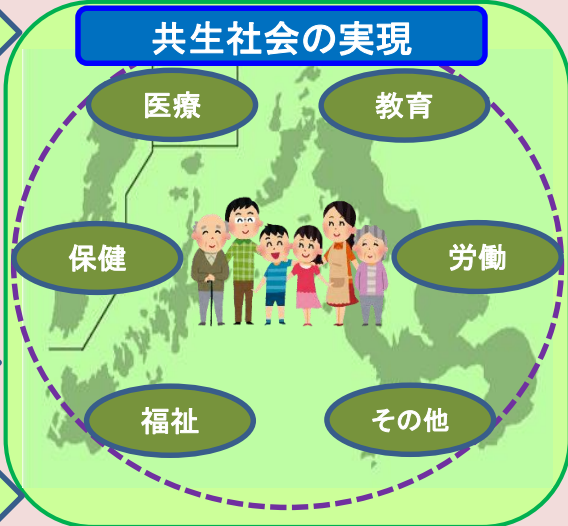 共生社会の実現
医療
教育
保健
労働
福祉
その他